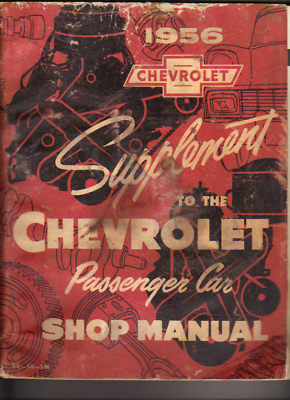 1956
CHEVROLET
Supplement
TO THE
CHEVROLET
Passenger Car
SHOP MANUAL